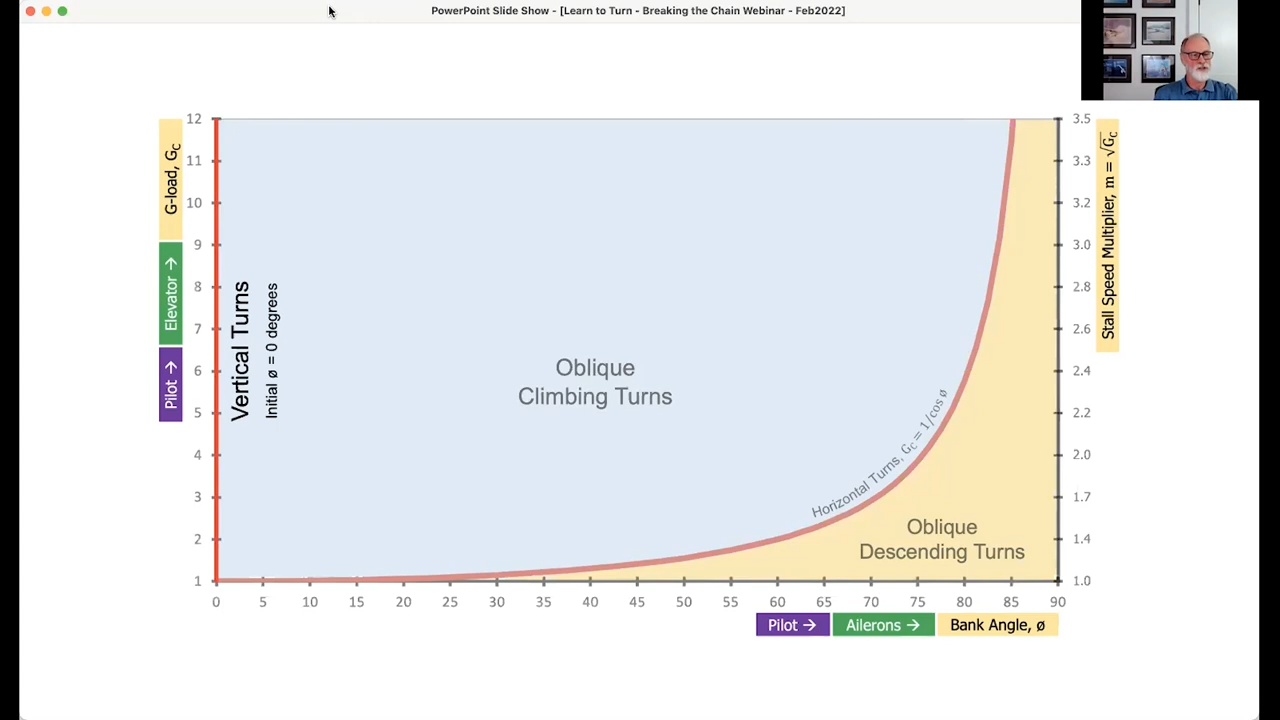 PowerPoint Slide Show - [Learn to Turn - Breaking the Chain Webinar - Feb2022]
12
11
10
9
8
7
6
5
4
3
2
1
G-load, G_C
Elevator →
Pilot →
Vertical Turns
Initial ø = 0 degrees
Oblique
Climbing Turns
Horizontal Turns, G_C = 1/cos ø
Oblique
Descending Turns
3.5
3.3
3.2
3.0
2.8
2.6
2.4
2.2
2.0
1.7
1.4
1.0
Stall Speed Multiplier, m = √G_C
0 5 10 15 20 25 30 35 40 45 50 55 60 65 70 75 80 85 90
Pilot → Ailerons → Bank Angle, ø